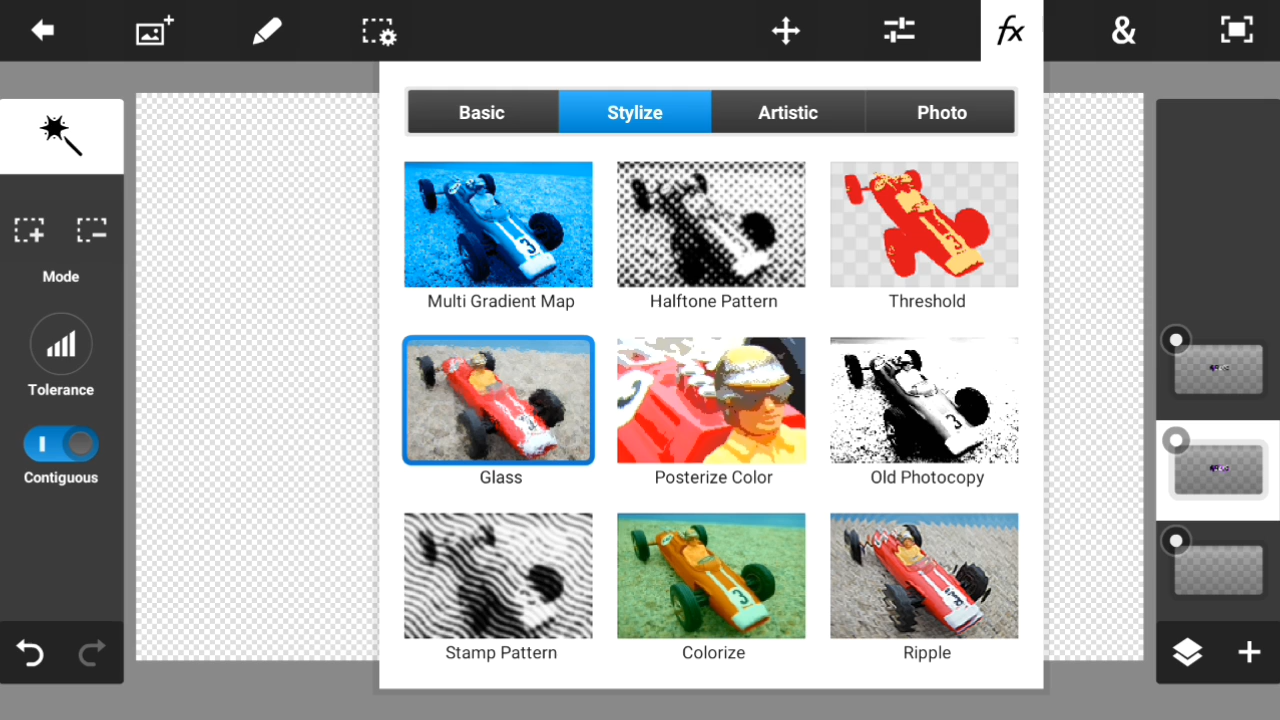 fx
&
Basic Stylize Artistic Photo
Multi Gradient Map Halftone Pattern Threshold
Mode
Tolerance
Contiguous
Glass Posterize Color Old Photocopy
Stamp Pattern Colorize Ripple